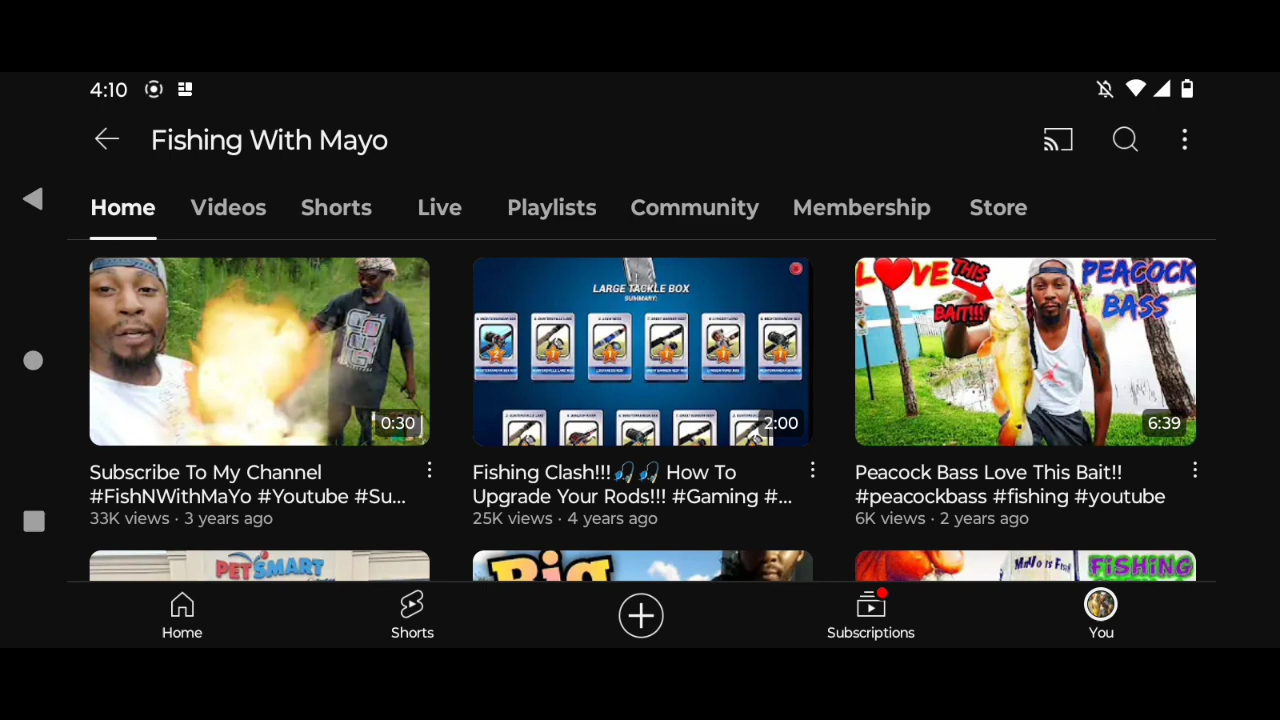 4:10
Fishing With Mayo
Home Videos Shorts Live Playlists Community Membership Store
LARGE TACKLE BOX
SUMMARY:
L❤VE THIS BAIT!!!
PEACOCK BASS
0:30
2:00
6:39
Subscribe To My Channel
#FishNWithMaYo #Youtube #Su...
33K views · 3 years ago
Fishing Clash!!!🎣🎣 How To
Upgrade Your Rods!!! #Gaming #...
25K views · 4 years ago
Peacock Bass Love This Bait!!
#peacockbass #fishing #youtube
6K views · 2 years ago
PETSMART
Big
FiSHiNG
Home
Shorts
Subscriptions
You